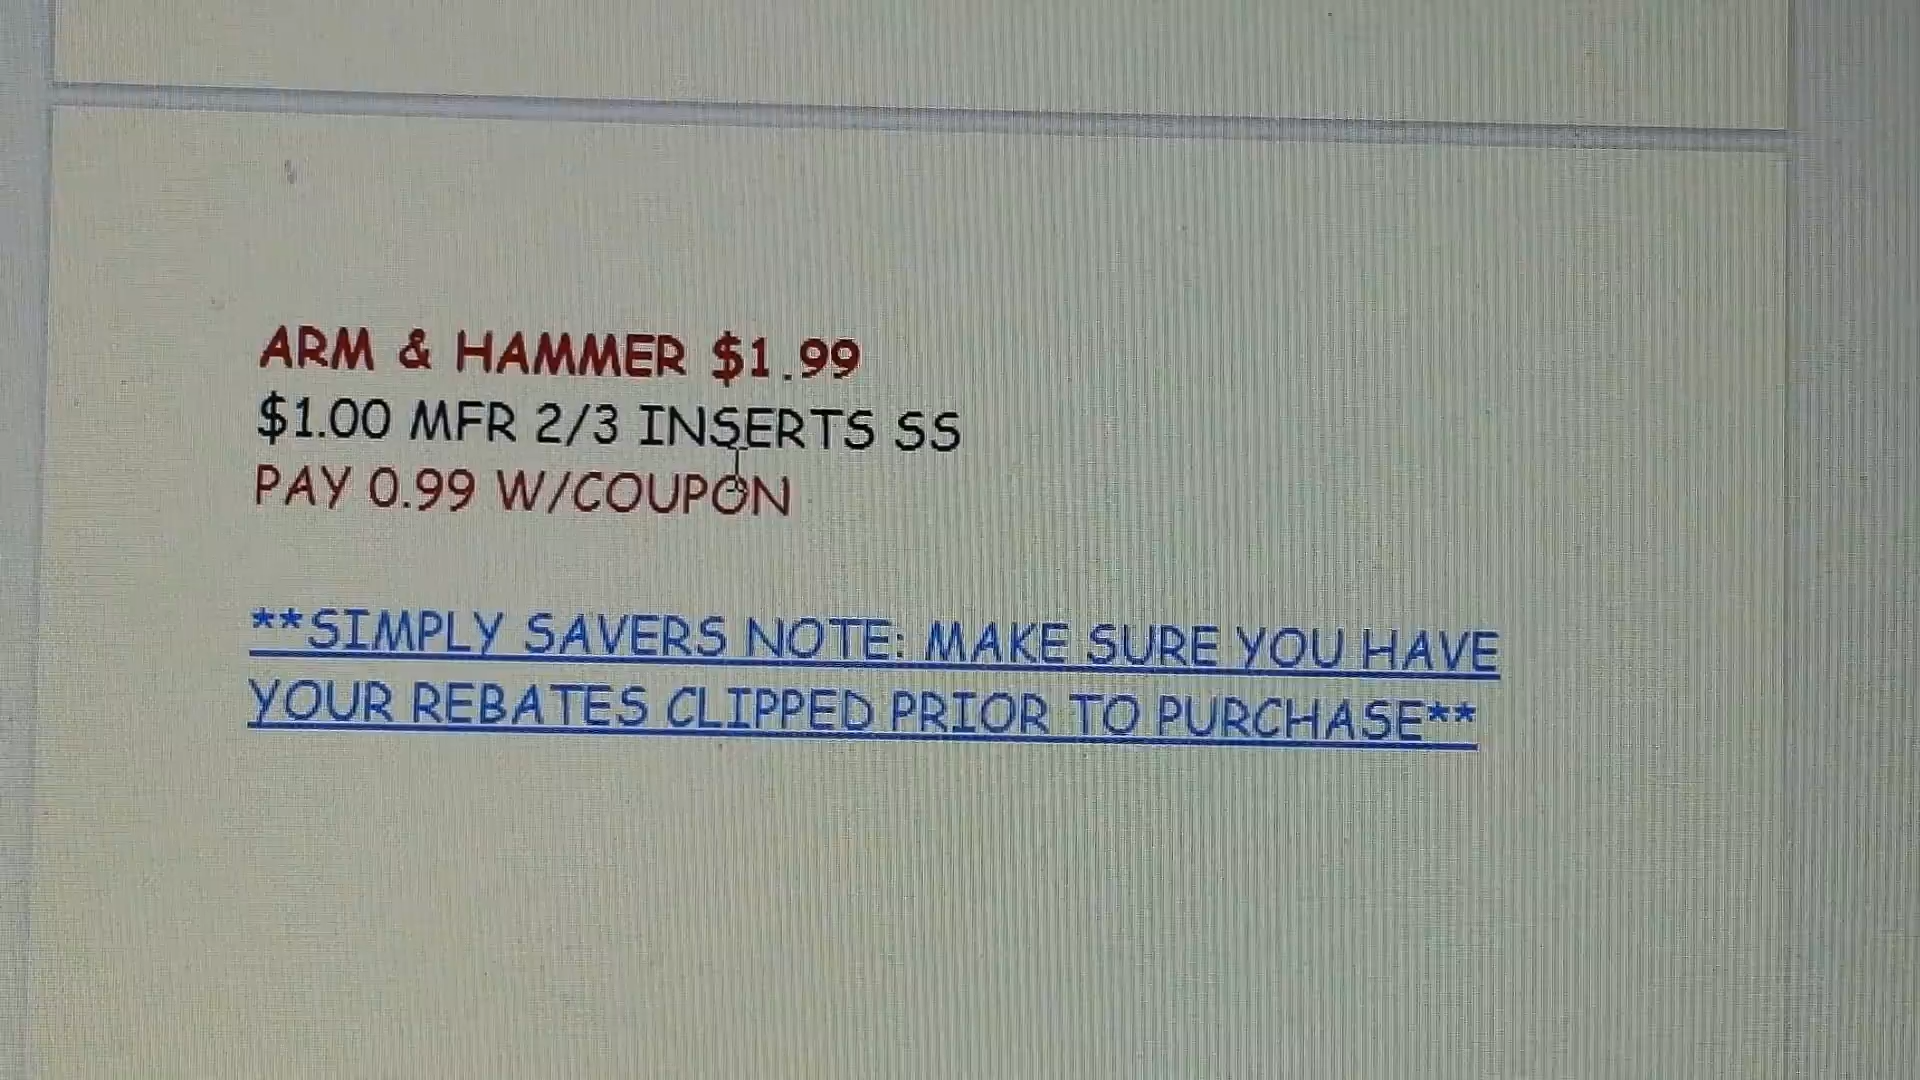 ARM & HAMMER $1.99
$1.00 MFR 2/3 INSERTS SS
PAY 0.99 W/COUPON
**SIMPLY SAVERS NOTE: MAKE SURE YOU HAVE
YOUR REBATES CLIPPED PRIOR TO PURCHASE**